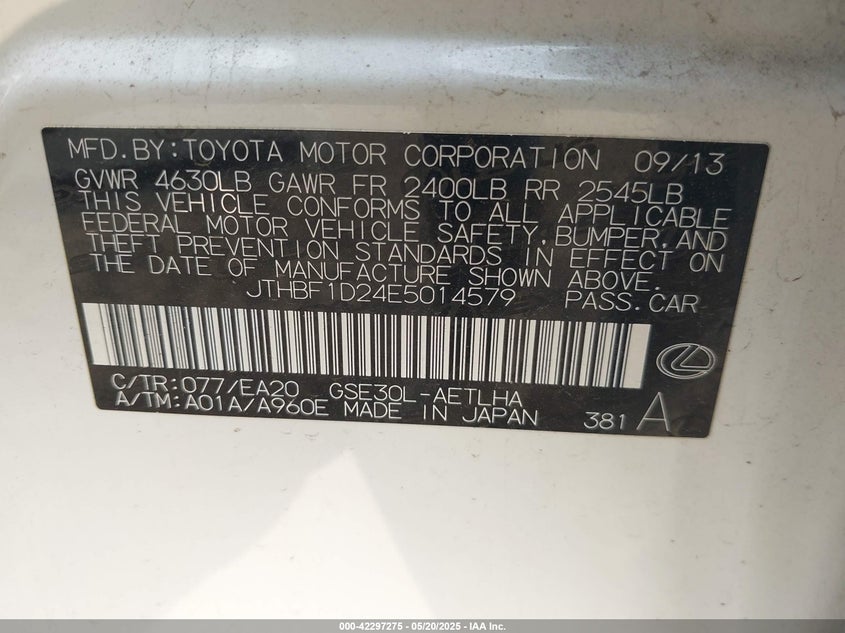 MFD.BY:TOYOTA MOTOR CORPORATION 09/13
GVWR 4630LB GAWR FR 2400LB RR 2545LB
THIS VEHICLE CONFORMS TO ALL APPLICABLE
FEDERAL MOTOR VEHICLE SAFETY,BUMPER,AND
THEFT PREVENTION STANDARDS IN EFFECT ON
THE DATE OF MANUFACTURE SHOWN ABOVE.
JTHBF1D24E5014579 PASS.CAR
C/TR:077/EA20 GSE30L-AETLHA
A/TM:A01A/A960E MADE IN JAPAN 381 A
000-42297275 - 05/20/2025 - IAA Inc.